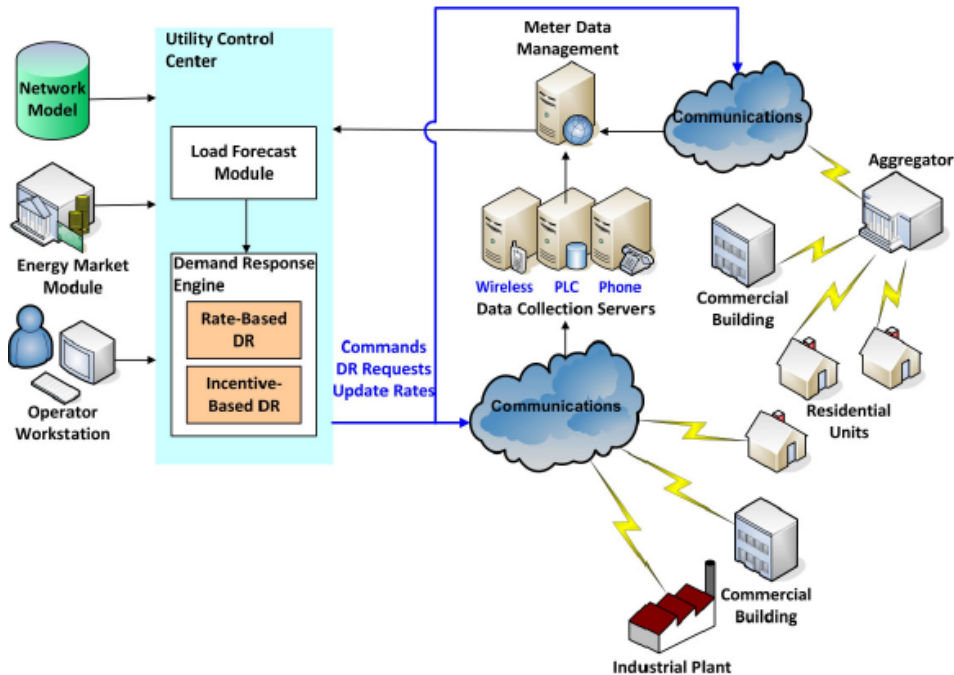 Utility Control
Center
Network
Model
Load Forecast
Module
Energy Market
Module
Demand Response
Engine
Rate-Based
DR
Incentive-
Based DR
Operator
Workstation
Commands
DR Requests
Update Rates
Meter Data
Management
Wireless
PLC
Phone
Data Collection Servers
Communications
Communications
Aggregator
Commercial
Building
Residential
Units
Commercial
Building
Industrial Plant